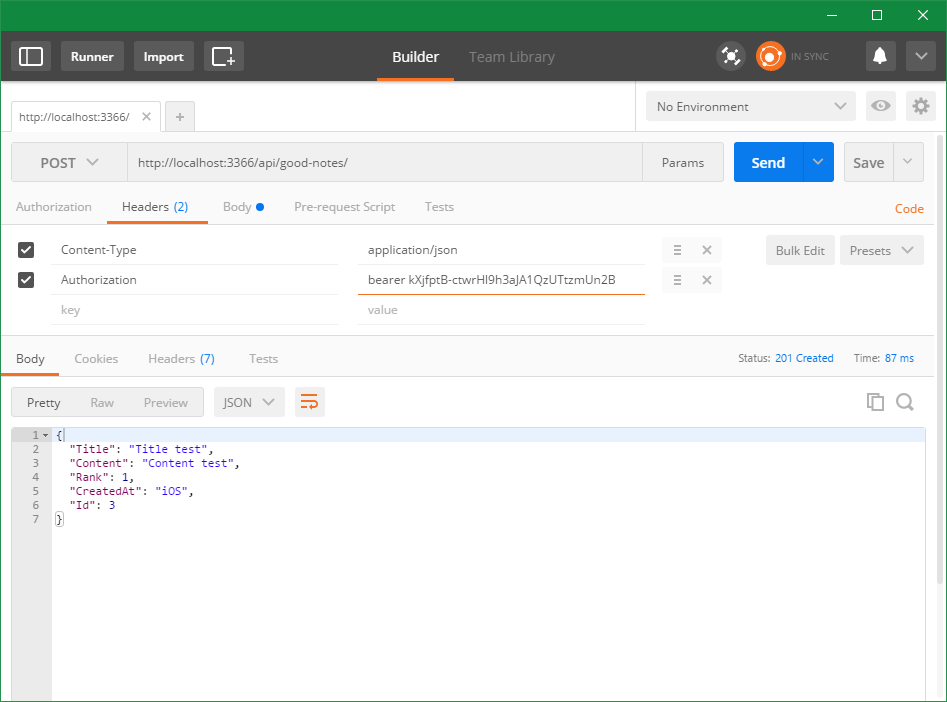 Runner Import Builder Team Library IN SYNC
http://localhost:3366/ No Environment
POST http://localhost:3366/api/good-notes/ Params Send Save
Authorization Headers (2) Body Pre-request Script Tests Code
Content-Type application/json Bulk Edit Presets
Authorization bearer kXjfptB-ctwrHI9h3aJA1QzUTtzmUn2B
key value
Body Cookies Headers (7) Tests Status: 201 Created Time: 87 ms
Pretty Raw Preview JSON
1 {
2 "Title": "Title test",
3 "Content": "Content test",
4 "Rank": 1,
5 "CreatedAt": "iOS",
6 "Id": 3
7 }